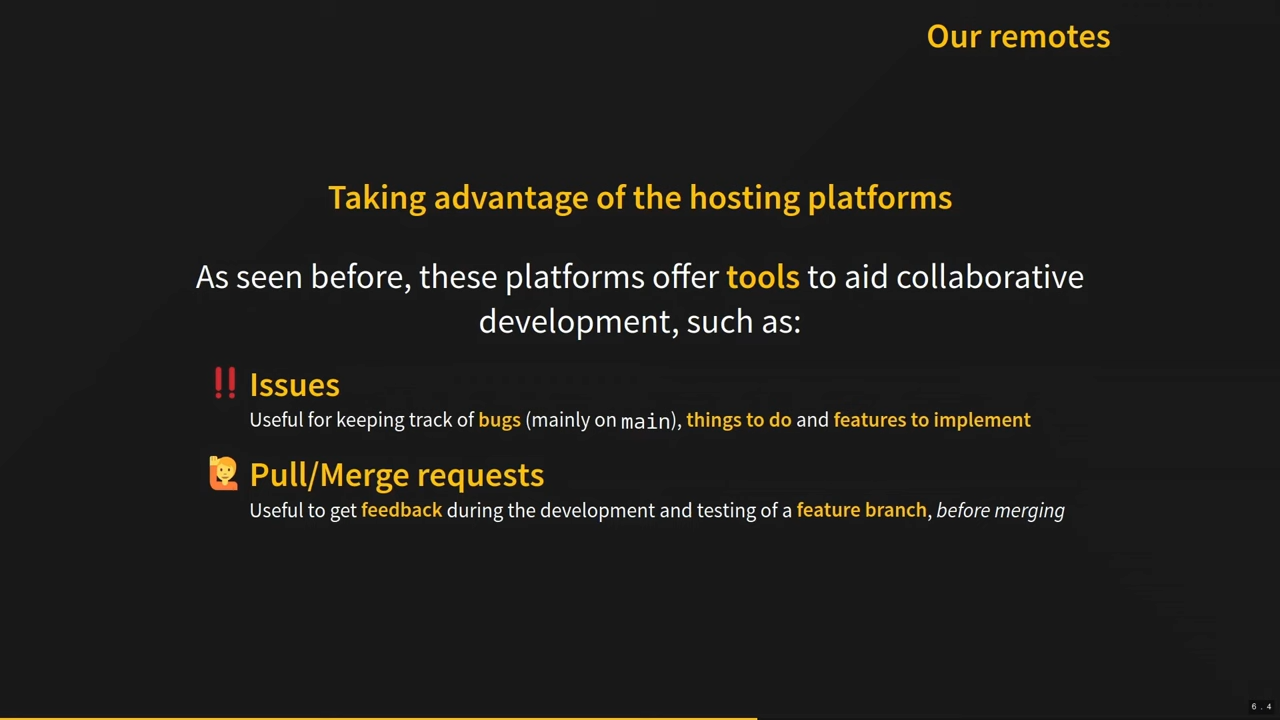 Our remotes
Taking advantage of the hosting platforms
As seen before, these platforms offer tools to aid collaborative
development, such as:
‼ Issues
Useful for keeping track of bugs (mainly on main), things to do and features to implement
🙋 Pull/Merge requests
Useful to get feedback during the development and testing of a feature branch, before merging
6.4